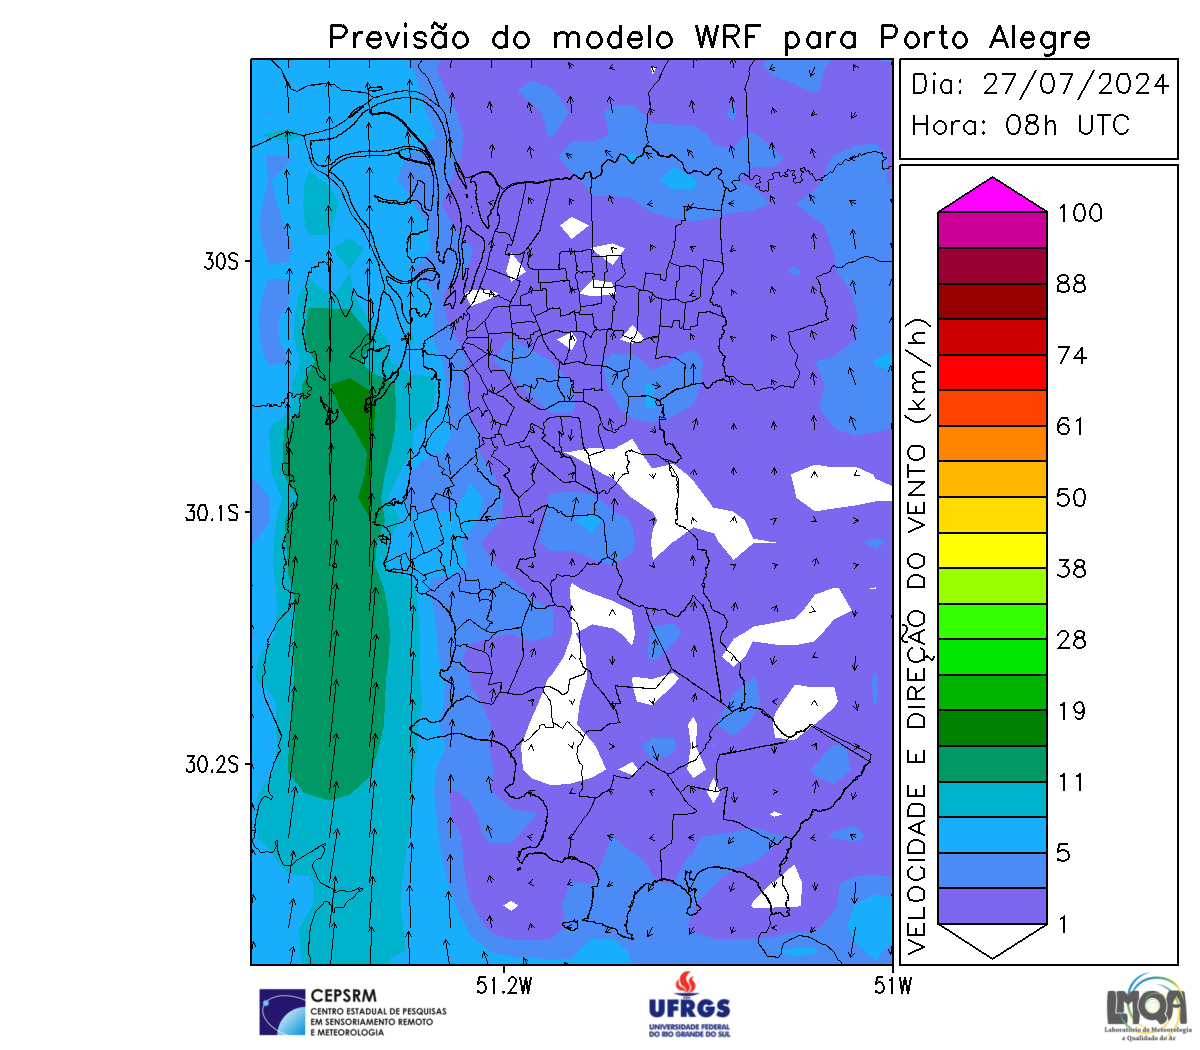 Previsão do modelo WRF para Porto Alegre
Dia: 27/07/2024
Hora: 08h UTC
30S
30.1S
30.2S
51.2W
51W
VELOCIDADE E DIREÇÃO DO VENTO (km/h)
100
88
74
61
50
38
28
19
11
5
1
CEPSRM
CENTRO ESTADUAL DE PESQUISAS
EM SENSORIAMENTO REMOTO
E METEOROLOGIA
UFRGS
UNIVERSIDADE FEDERAL
DO RIO GRANDE DO SUL
LMQA
Laboratório de Meteorologia
e Qualidade do Ar